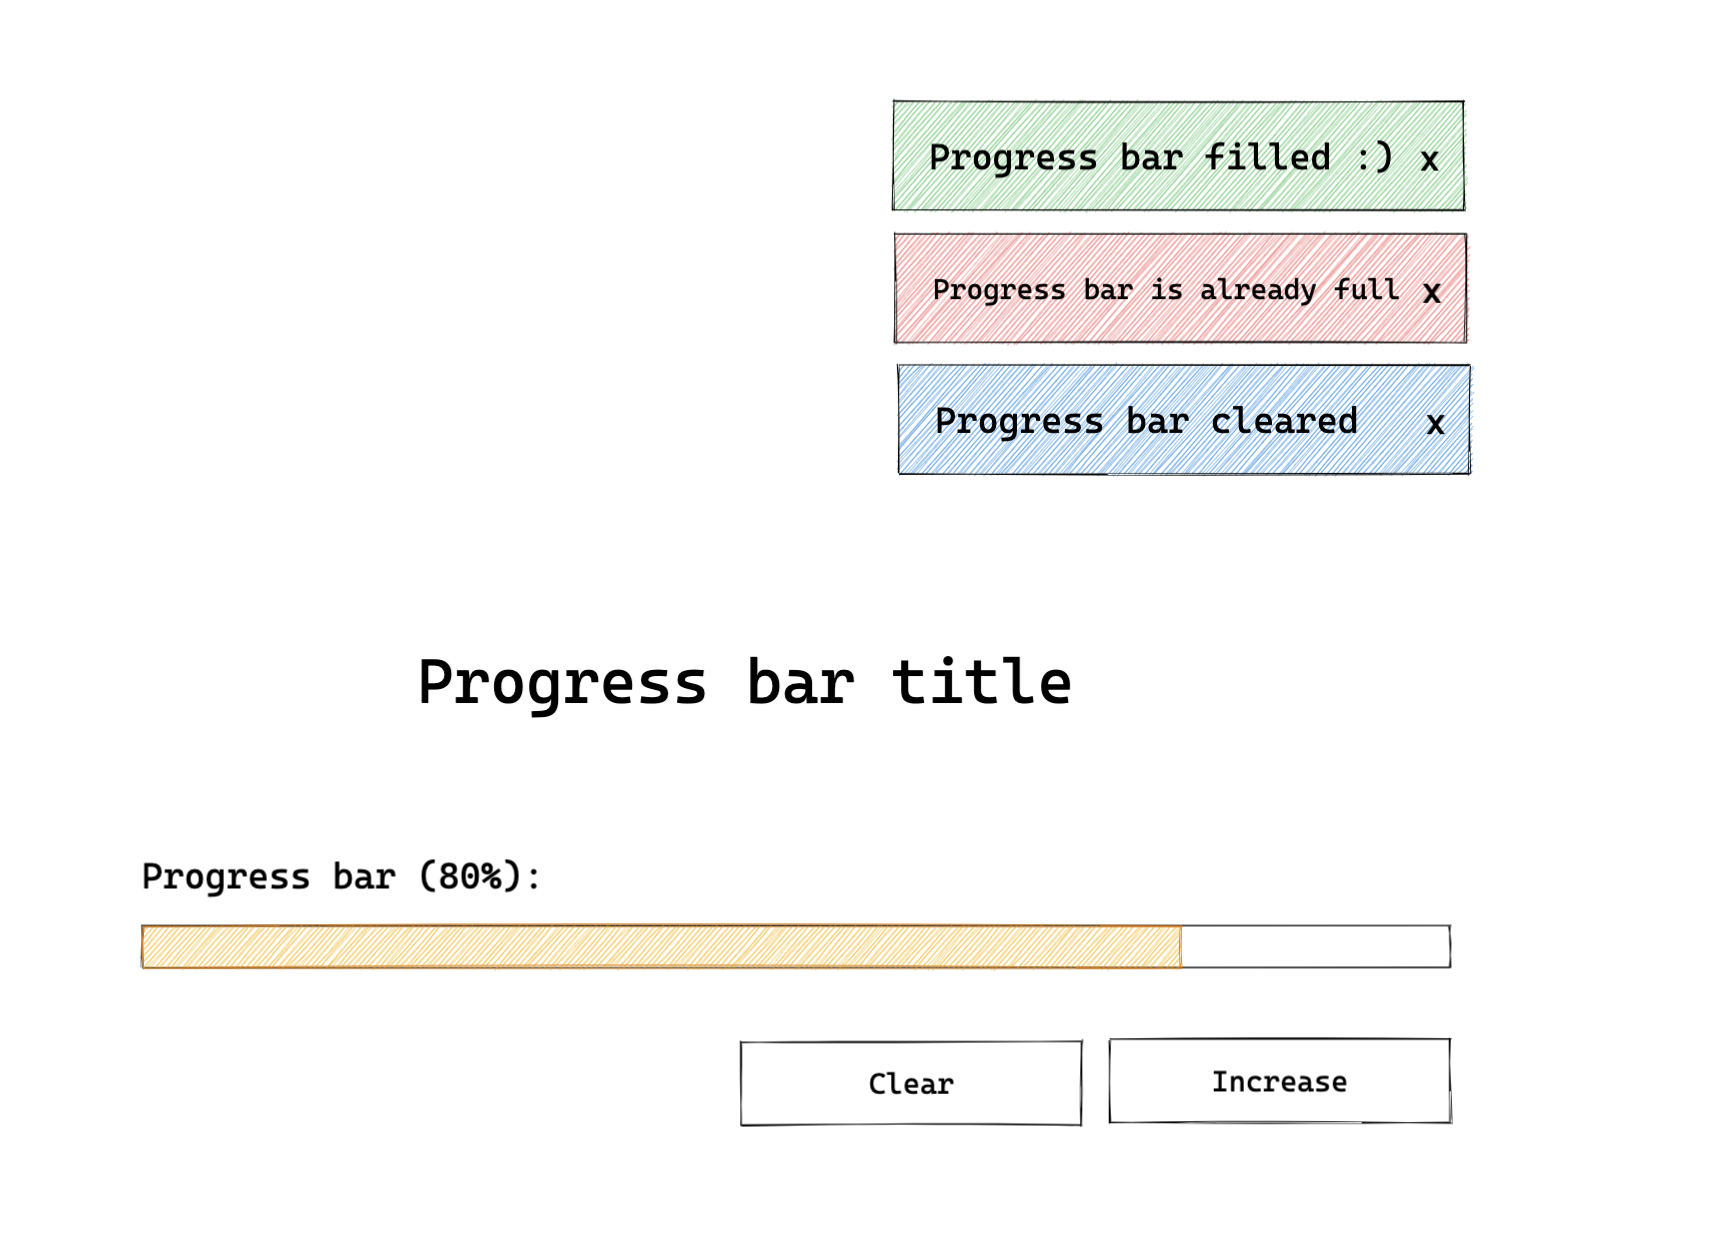 Progress bar filled :) x
Progress bar is already full x
Progress bar cleared x
Progress bar title
Progress bar (80%):
Clear
Increase